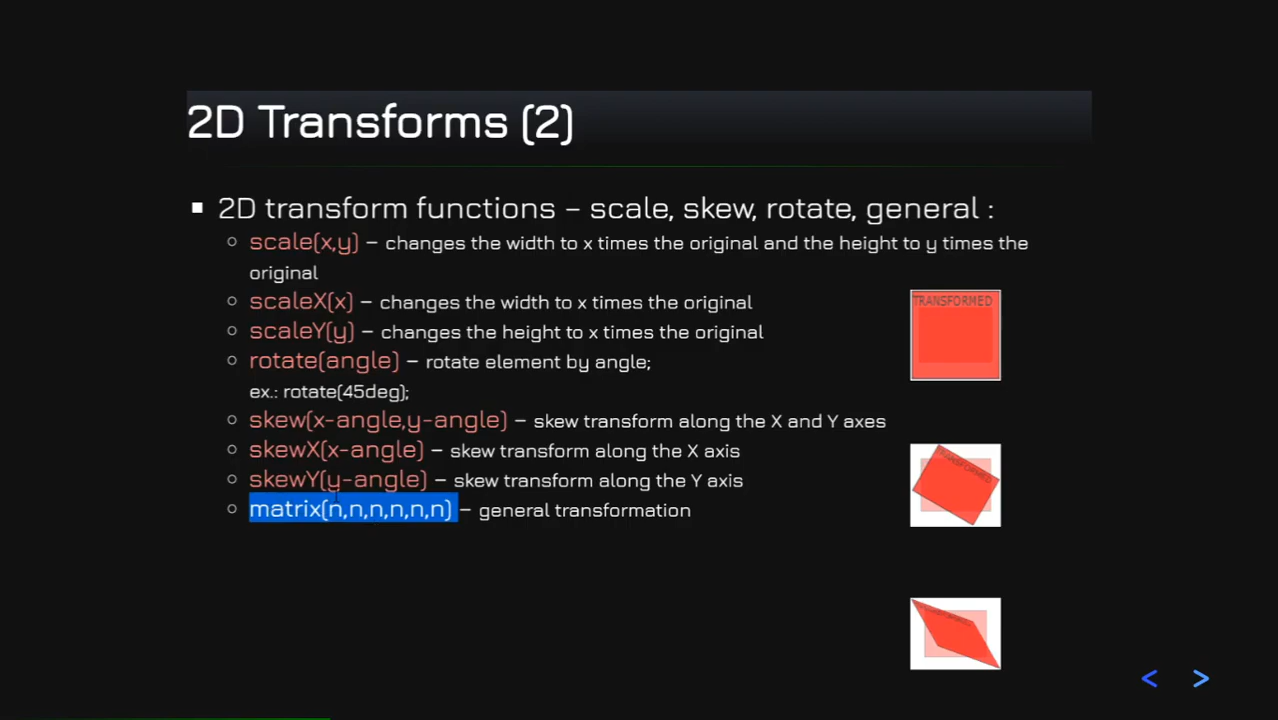 2D Transforms (2)
2D transform functions – scale, skew, rotate, general :
scale(x,y) – changes the width to x times the original and the height to y times the
original
scaleX(x) – changes the width to x times the original
scaleY(y) – changes the height to x times the original
rotate(angle) – rotate element by angle;
ex.: rotate(45deg);
skew(x-angle,y-angle) – skew transform along the X and Y axes
skewX(x-angle) – skew transform along the X axis
skewY(y-angle) – skew transform along the Y axis
matrix(n,n,n,n,n,n) – general transformation
TRANSFORMED
TRANSFORMED